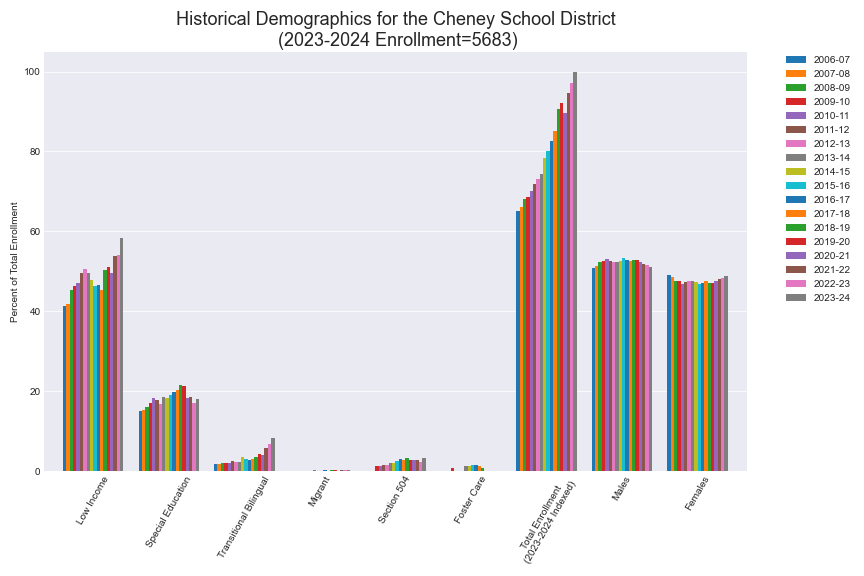 Historical Demographics for the Cheney School District
(2023-2024 Enrollment=5683)
Percent of Total Enrollment
100
80
60
40
20
0
Low Income
Special Education
Transitional Bilingual
Migrant
Section 504
Foster Care
Total Enrollment
(2023-2024 Indexed)
Males
Females
2006-07
2007-08
2008-09
2009-10
2010-11
2011-12
2012-13
2013-14
2014-15
2015-16
2016-17
2017-18
2018-19
2019-20
2020-21
2021-22
2022-23
2023-24